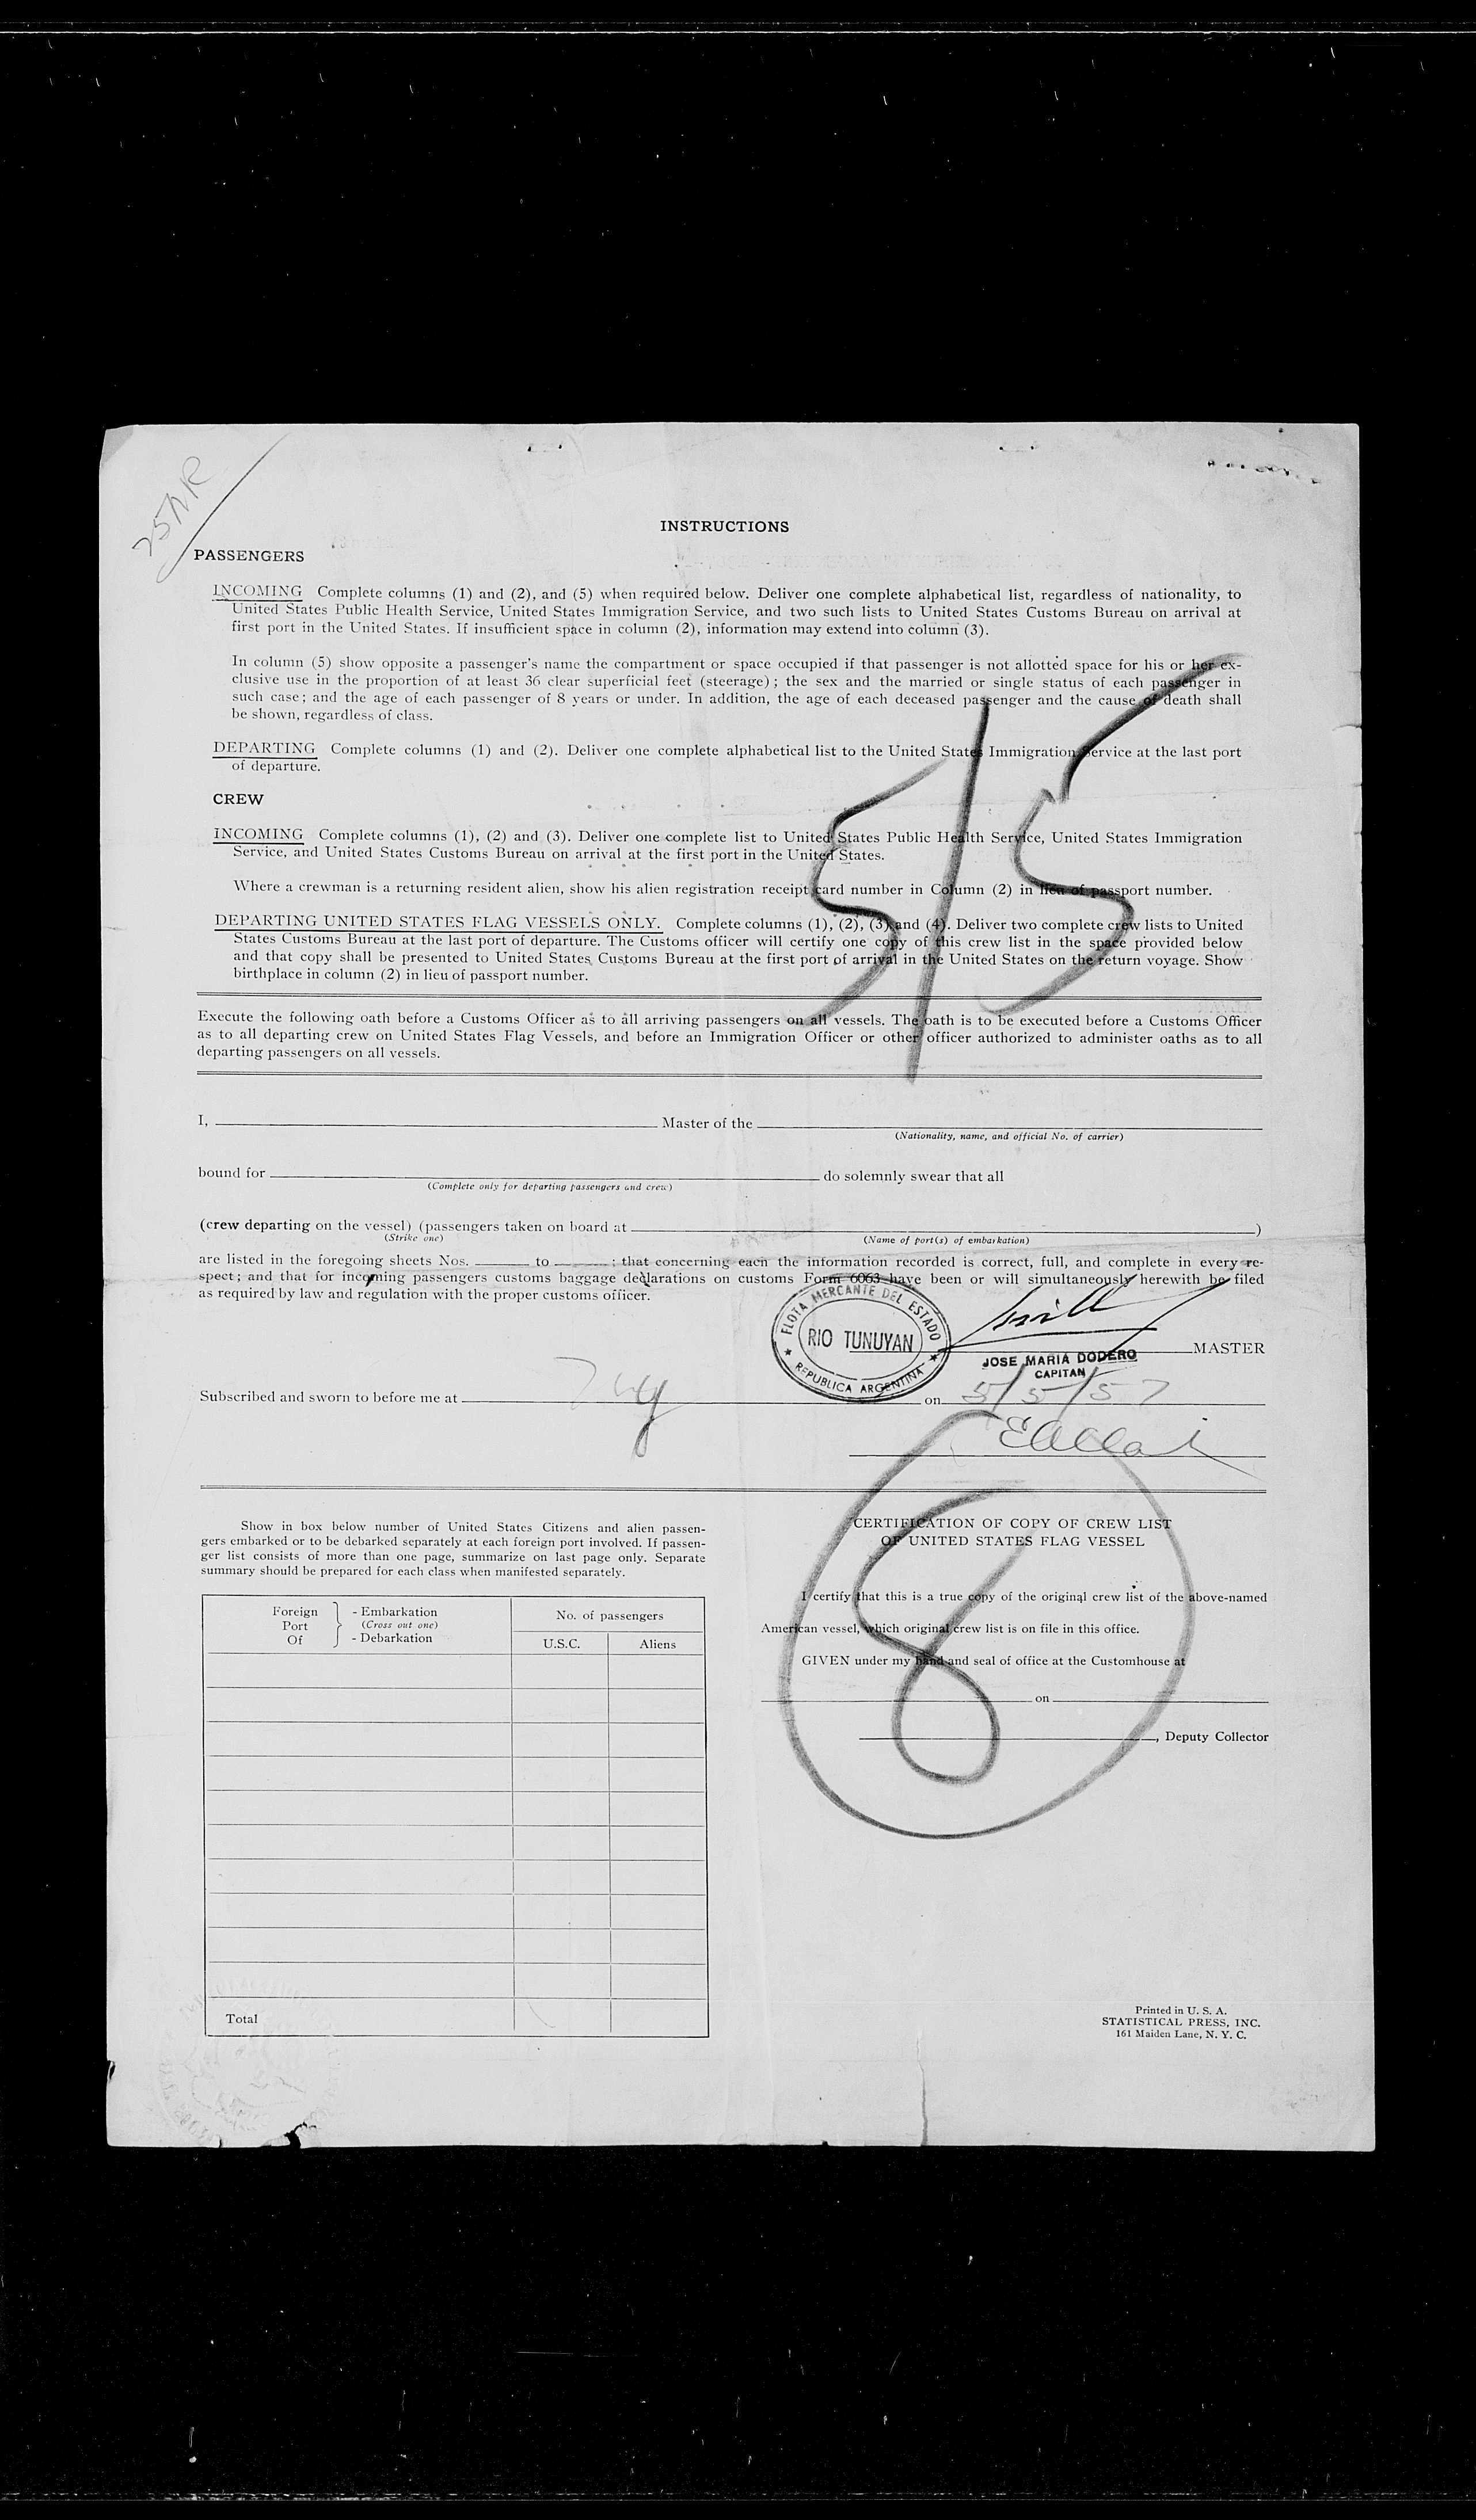 INSTRUCTIONS
PASSENGERS
INCOMING Complete columns (1) and (2), and (5) when required below. Deliver one complete alphabetical list, regardless of nationality, to
United States Public Health Service, United States Immigration Service, and two such lists to United States Customs Bureau on arrival at
first port in the United States. If insufficient space in column (2), information may extend into column (3).
In column (5) show opposite a passenger's name the compartment or space occupied if that passenger is not allotted space for his or her ex-
clusive use in the proportion of at least 36 clear superficial feet (steerage); the sex and the married or single status of each passenger in
such case; and the age of each passenger of 8 years or under. In addition, the age of each deceased passenger and the cause of death shall
be shown, regardless of class.
DEPARTING Complete columns (1) and (2). Deliver one complete alphabetical list to the United States Immigration Service at the last port
of departure.
5/5
CREW
INCOMING Complete columns (1), (2) and (3). Deliver one complete list to United States Public Health Service, United States Immigration
Service, and United States Customs Bureau on arrival at the first port in the United States.
Where a crewman is a returning resident alien, show his alien registration receipt card number in Column (2) in lieu of passport number.
DEPARTING UNITED STATES FLAG VESSELS ONLY. Complete columns (1), (2), (3) and (4). Deliver two complete crew lists to United
States Customs Bureau at the last port of departure. The Customs officer will certify one copy of this crew list in the space provided below
and that copy shall be presented to United States Customs Bureau at the first port of arrival in the United States on the return voyage. Show
birthplace in column (2) in lieu of passport number.
Execute the following oath before a Customs Officer as to all arriving passengers on all vessels. The oath is to be executed before a Customs Officer
as to all departing crew on United States Flag Vessels, and before an Immigration Officer or other officer authorized to administer oaths as to all
departing passengers on all vessels.
I, Master of the
(Nationality, name, and official No. of carrier)
bound for do solemnly swear that all
(Complete only for departing passengers and crew)
(crew departing on the vessel) (passengers taken on board at )
(Strike one) (Name of port(s) of embarkation)
are listed in the foregoing sheets Nos. to ; that concerning each the information recorded is correct, full, and complete in every re-
spect; and that for incoming passengers customs baggage declarations on customs Form 6063 have been or will simultaneously herewith be filed
as required by law and regulation with the proper customs officer.
FLOTA MERCANTE DEL ESTADO
RIO TUNUYAN
REPUBLICA ARGENTINA
MASTER
JOSE MARIA DODERO
CAPITAN
Subscribed and sworn to before me at on 5/5/57
8
Show in box below number of United States Citizens and alien passen-
gers embarked or to be debarked separately at each foreign port involved. If passen-
ger list consists of more than one page, summarize on last page only. Separate
summary should be prepared for each class when manifested separately.
Foreign Port Of } - Embarkation
(Cross out one)
- Debarkation
No. of passengers
U.S.C. Aliens
Total
CERTIFICATION OF COPY OF CREW LIST
OF UNITED STATES FLAG VESSEL
I certify that this is a true copy of the original crew list of the above-named
American vessel, which original crew list is on file in this office.
GIVEN under my hand and seal of office at the Customhouse at
on
, Deputy Collector
Printed in U. S. A.
STATISTICAL PRESS, INC.
161 Maiden Lane, N. Y. C.